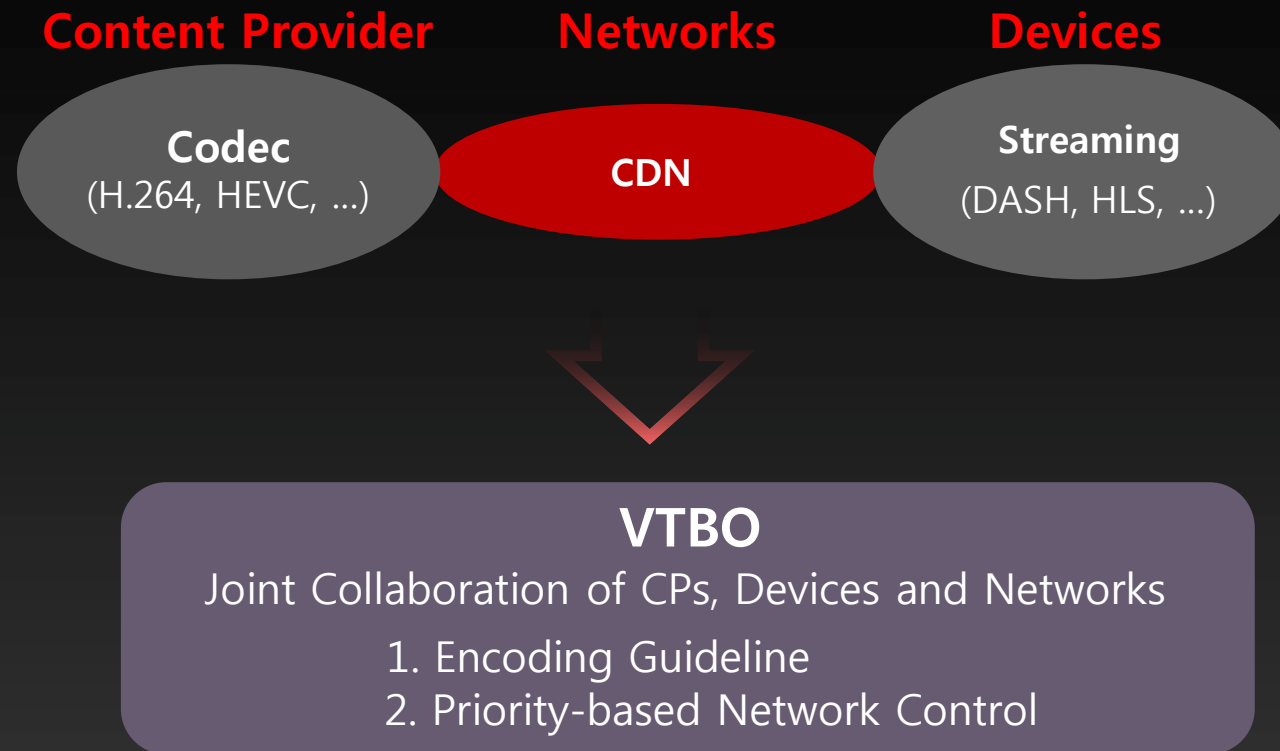 Content Provider
Networks
Devices
Codec
(H.264, HEVC, ...)
CDN
Streaming
(DASH, HLS, ...)
VTBO
Joint Collaboration of CPs, Devices and Networks
1. Encoding Guideline
2. Priority-based Network Control